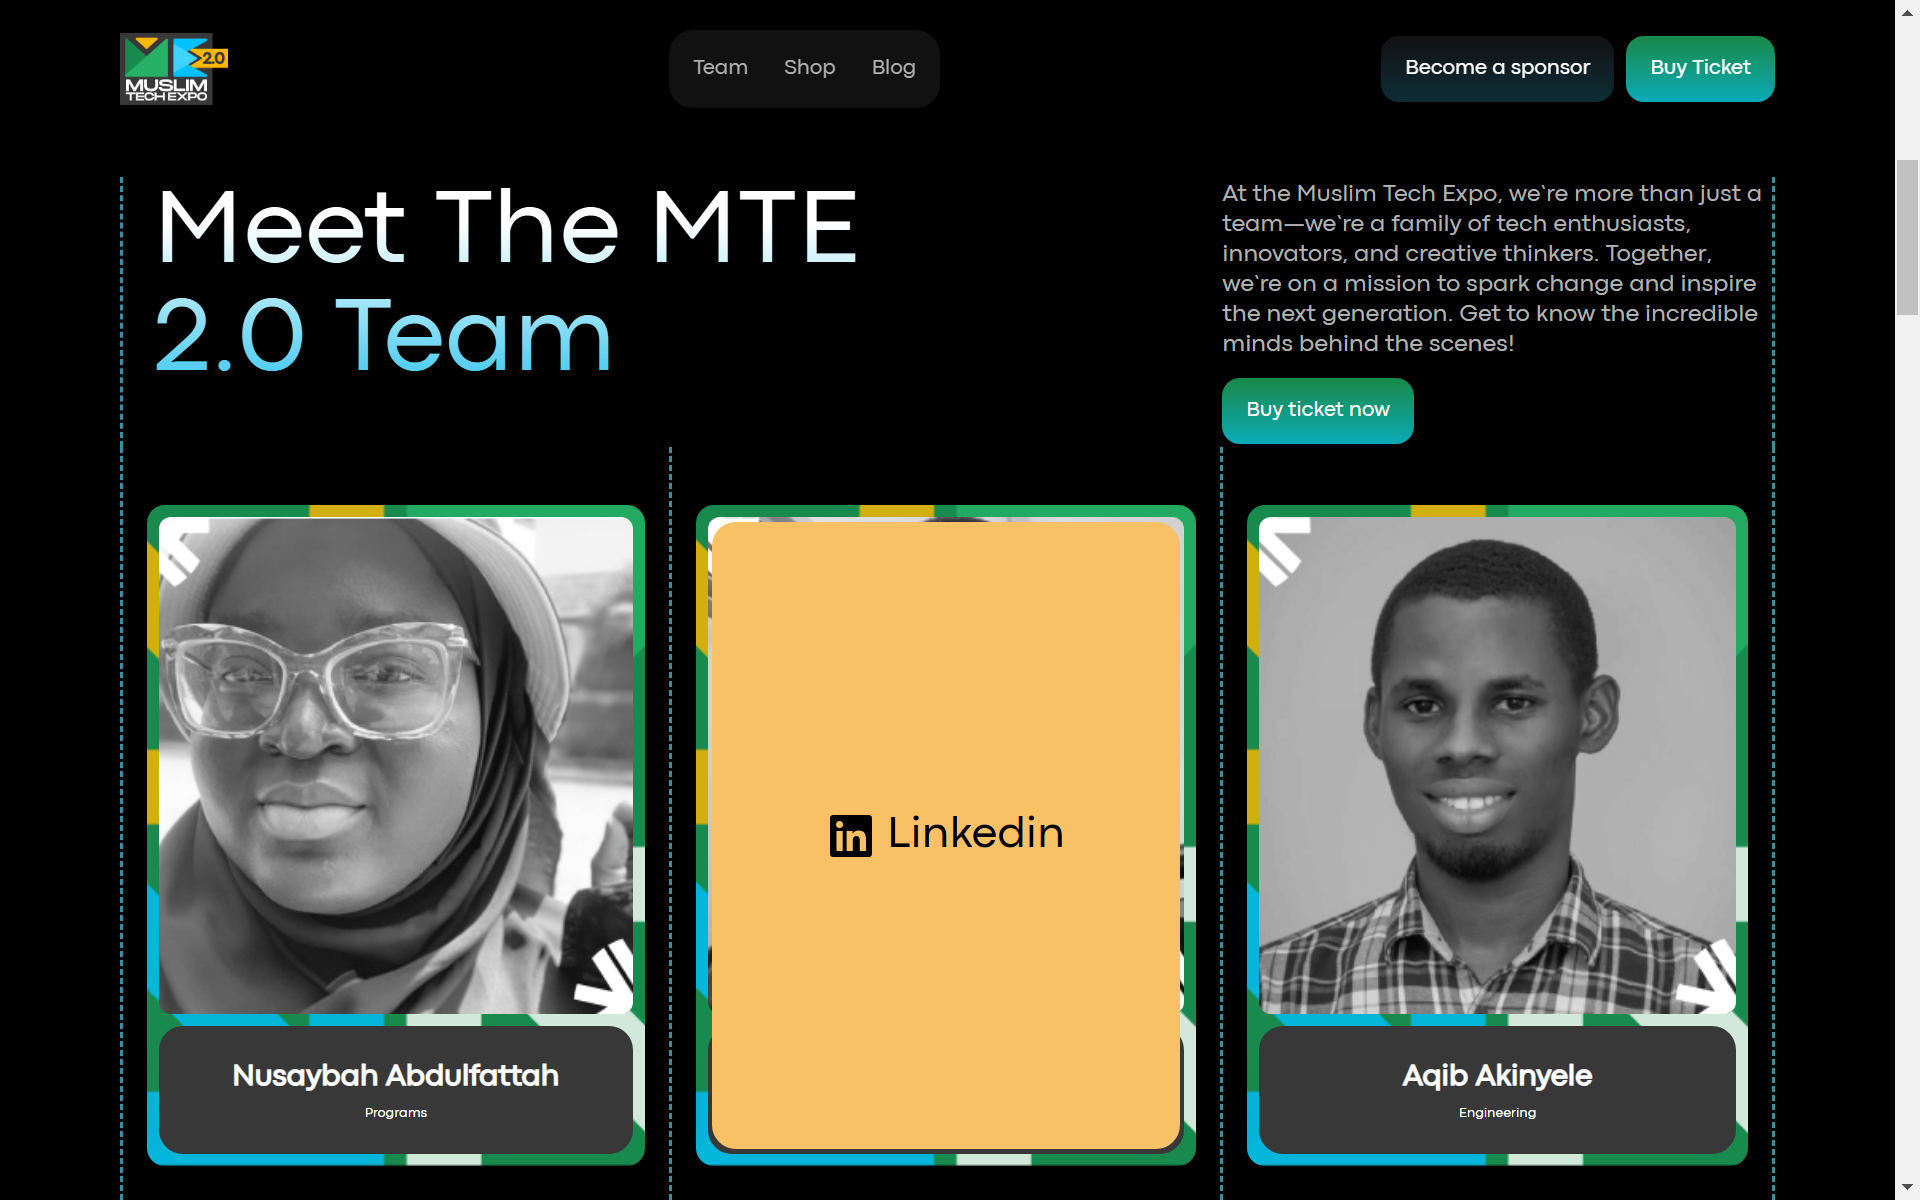 2.0
MUSLIM
TECH EXPO
Team
Shop
Blog
Become a sponsor
Buy Ticket
Meet The MTE
2.0 Team
At the Muslim Tech Expo, we're more than just a
team—we're a family of tech enthusiasts,
innovators, and creative thinkers. Together,
we're on a mission to spark change and inspire
the next generation. Get to know the incredible
minds behind the scenes!
Buy ticket now
in Linkedin
Nusaybah Abdulfattah
Programs
Aqib Akinyele
Engineering